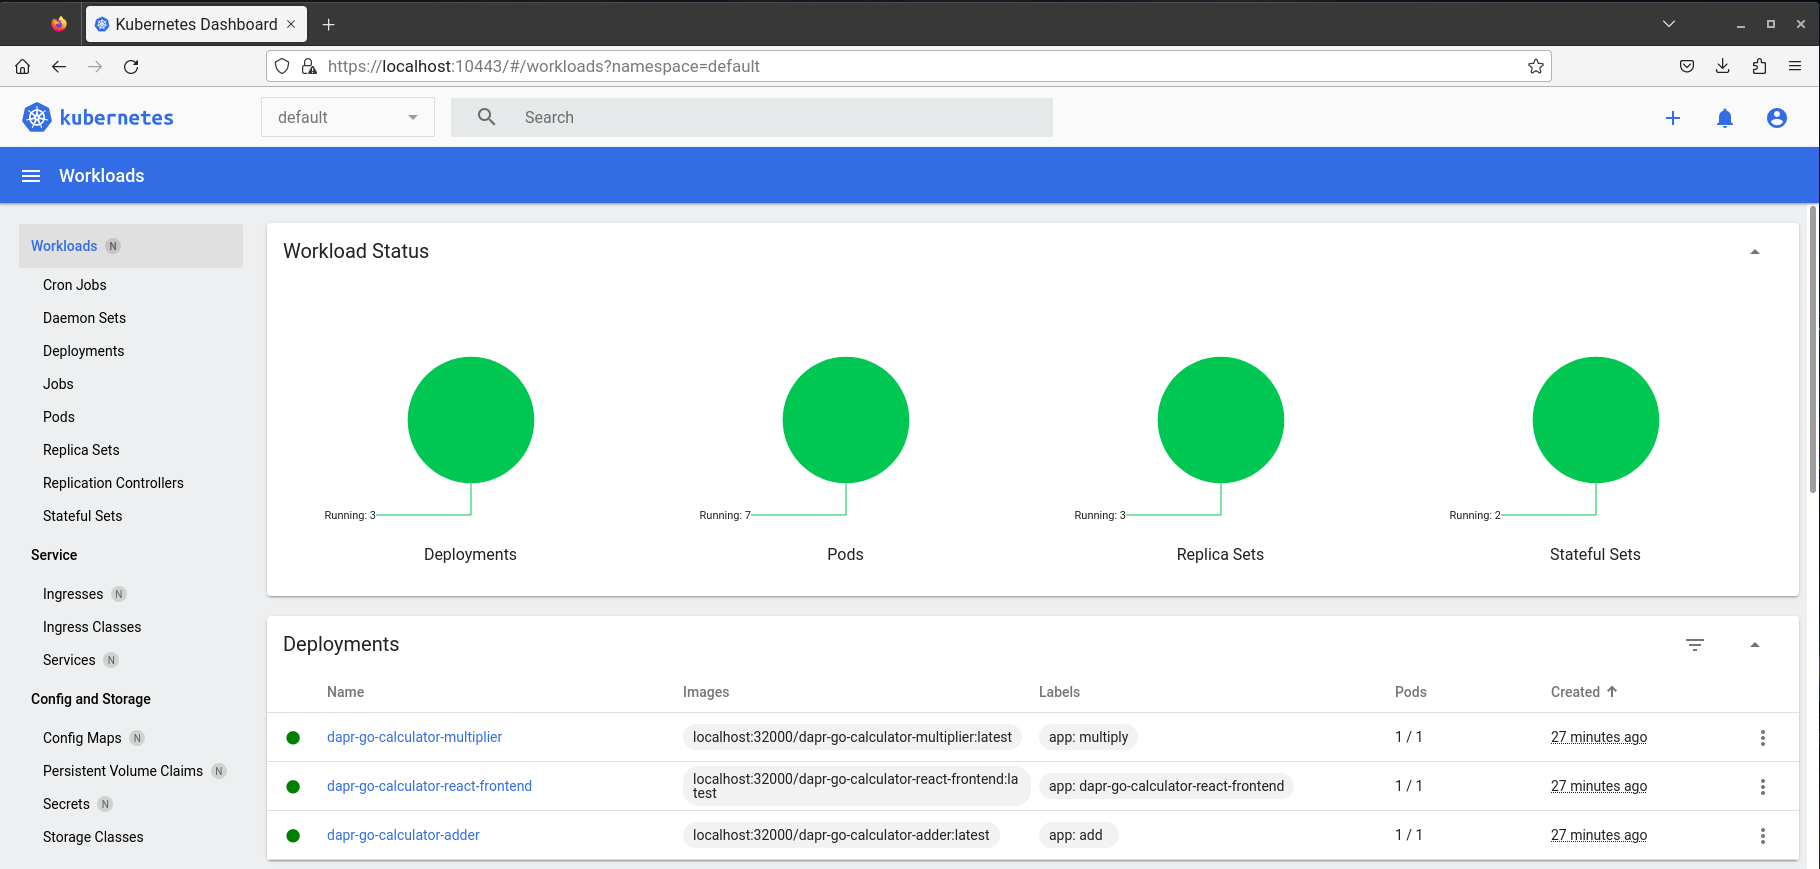 Kubernetes Dashboard
https://localhost:10443/#/workloads?namespace=default
kubernetes
default
Search
Workloads
Workloads N
Cron Jobs
Daemon Sets
Deployments
Jobs
Pods
Replica Sets
Replication Controllers
Stateful Sets
Service
Ingresses N
Ingress Classes
Services N
Config and Storage
Config Maps N
Persistent Volume Claims N
Secrets N
Storage Classes
Workload Status
Running: 3
Deployments
Running: 7
Pods
Running: 3
Replica Sets
Running: 2
Stateful Sets
Deployments
Name Images Labels Pods Created
dapr-go-calculator-multiplier localhost:32000/dapr-go-calculator-multiplier:latest app: multiply 1 / 1 27 minutes ago
dapr-go-calculator-react-frontend localhost:32000/dapr-go-calculator-react-frontend:la app: dapr-go-calculator-react-frontend 1 / 1 27 minutes ago
test
dapr-go-calculator-adder localhost:32000/dapr-go-calculator-adder:latest app: add 1 / 1 27 minutes ago